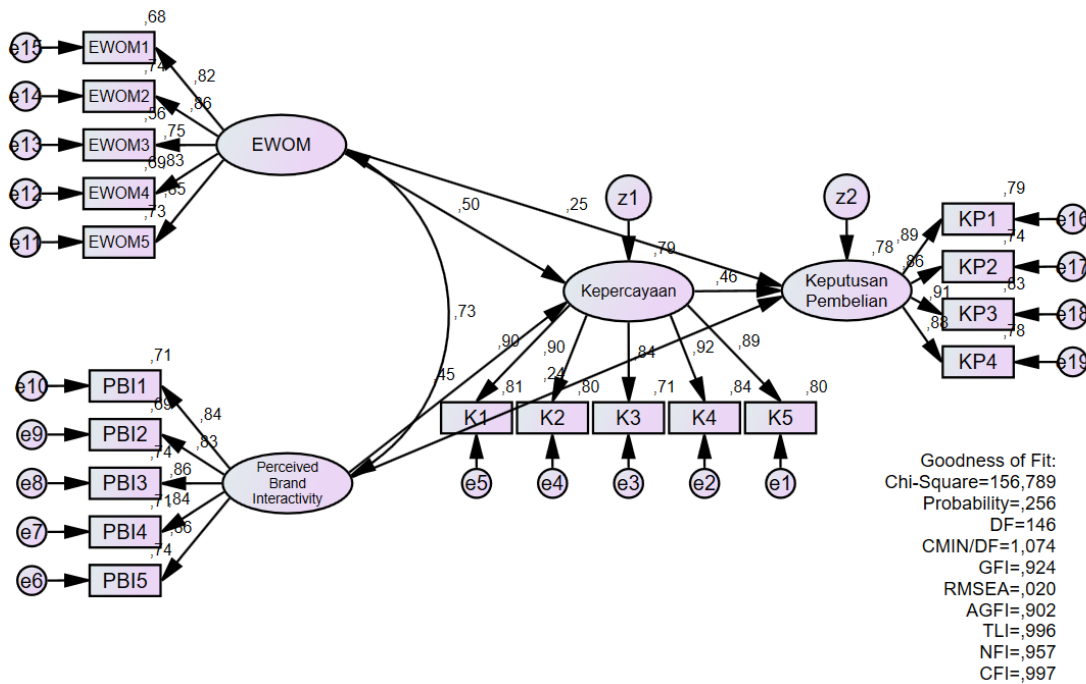 ,68
e15
EWOM1
,82
,74
e14
EWOM2
,86
,56
e13
EWOM3
,75
EWOM
,69
,83
e12
EWOM4
,85
,73
e11
EWOM5
,50
,25
z1
z2
,79
,78
,79
KP1
e16
,89
,74
KP2
e17
,86
,83
KP3
e18
,91
,78
KP4
e19
,88
Kepercayaan
,46
Keputusan
Pembelian
,73
,90
,90
,84
,92
,89
,45
,24
,81
,80
,71
,84
,80
K1
K2
K3
K4
K5
e5
e4
e3
e2
e1
,71
e10
PBI1
,84
,69
e9
PBI2
,83
,74
e8
PBI3
,86
Perceived
Brand
Interactivity
,71
,84
e7
PBI4
,86
,74
e6
PBI5
Goodness of Fit:
Chi-Square=156,789
Probability=,256
DF=146
CMIN/DF=1,074
GFI=,924
RMSEA=,020
AGFI=,902
TLI=,996
NFI=,957
CFI=,997